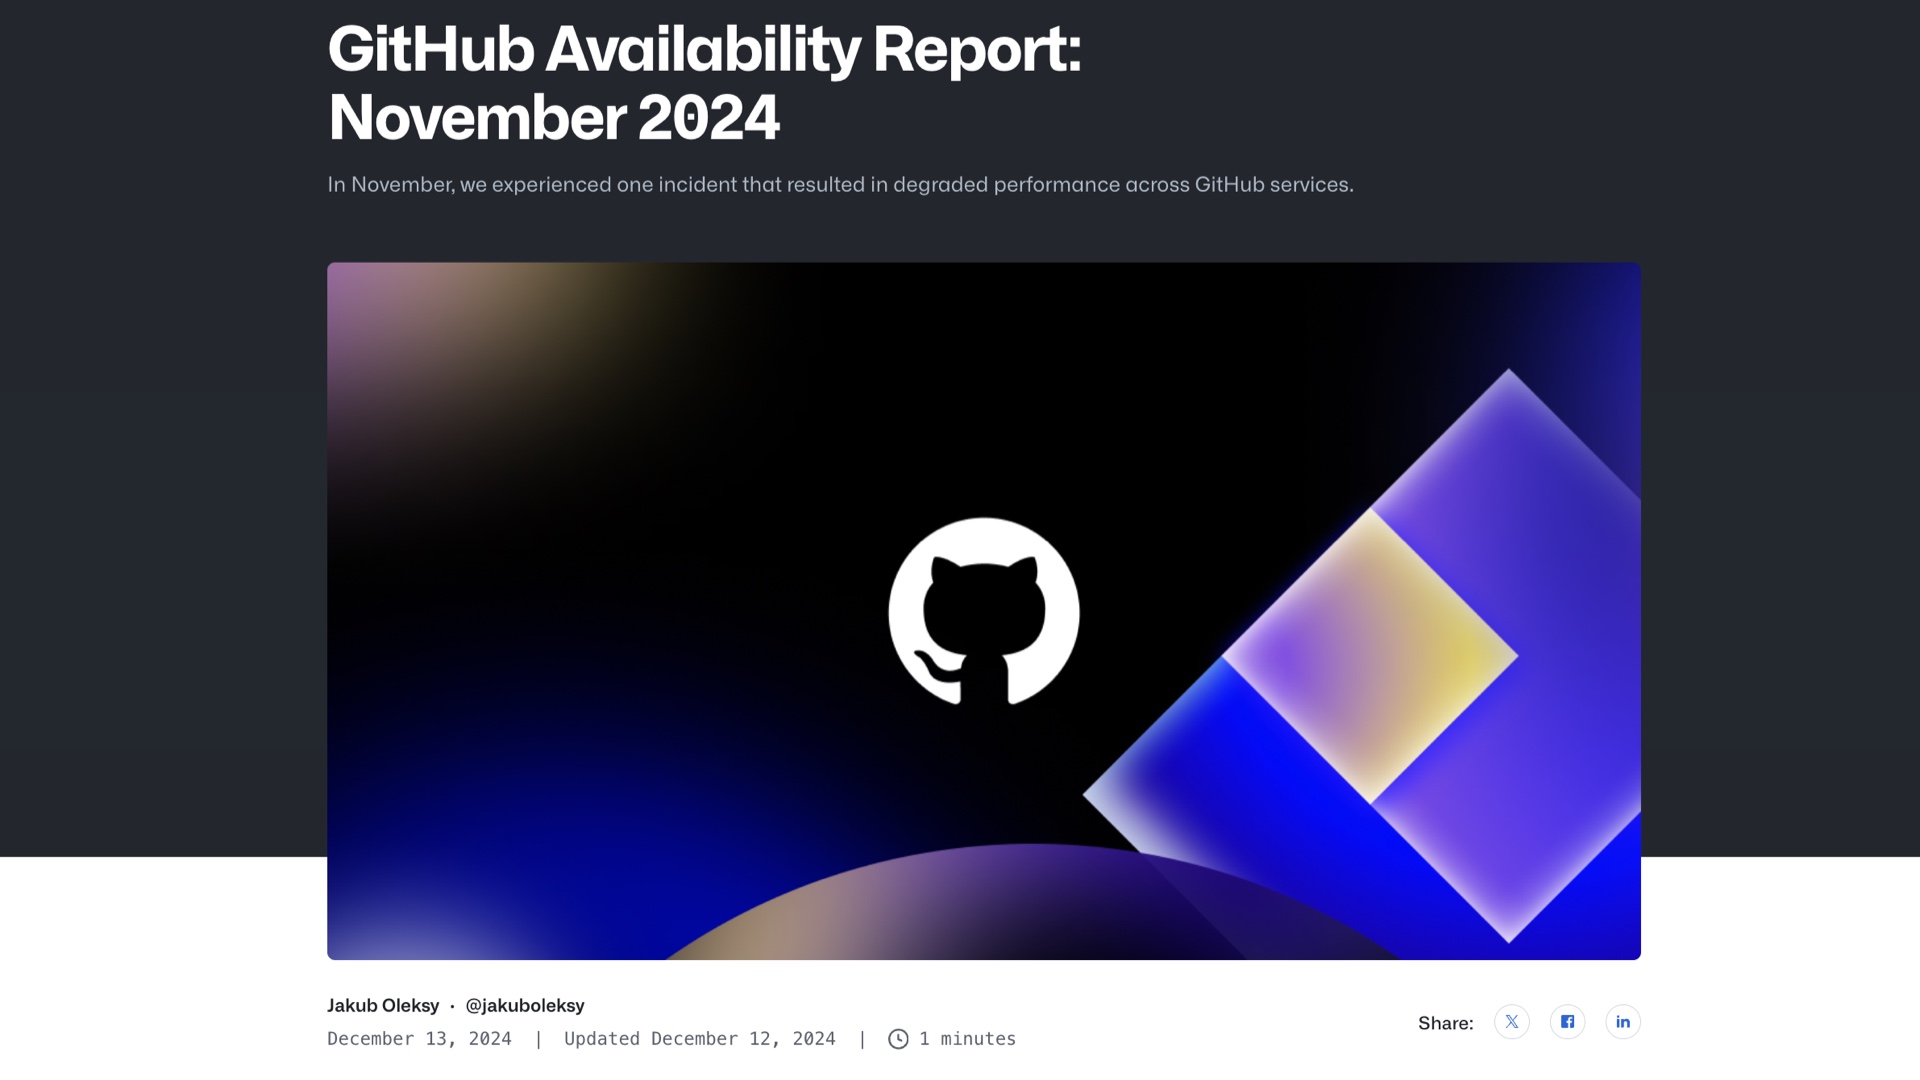 GitHub Availability Report:
November 2024
In November, we experienced one incident that resulted in degraded performance across GitHub services.
Jakub Oleksy · @jakuboleksy
December 13, 2024 | Updated December 12, 2024 | 1 minutes
Share: X f in